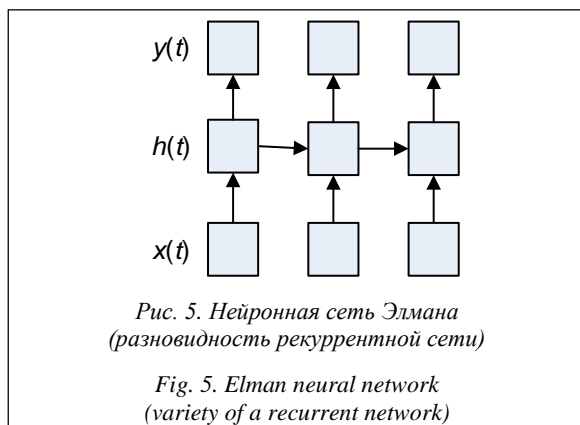 y(t)
h(t)
x(t)
Рис. 5. Нейронная сеть Элмана
(разновидность рекуррентной сети)
Fig. 5. Elman neural network
(variety of a recurrent network)